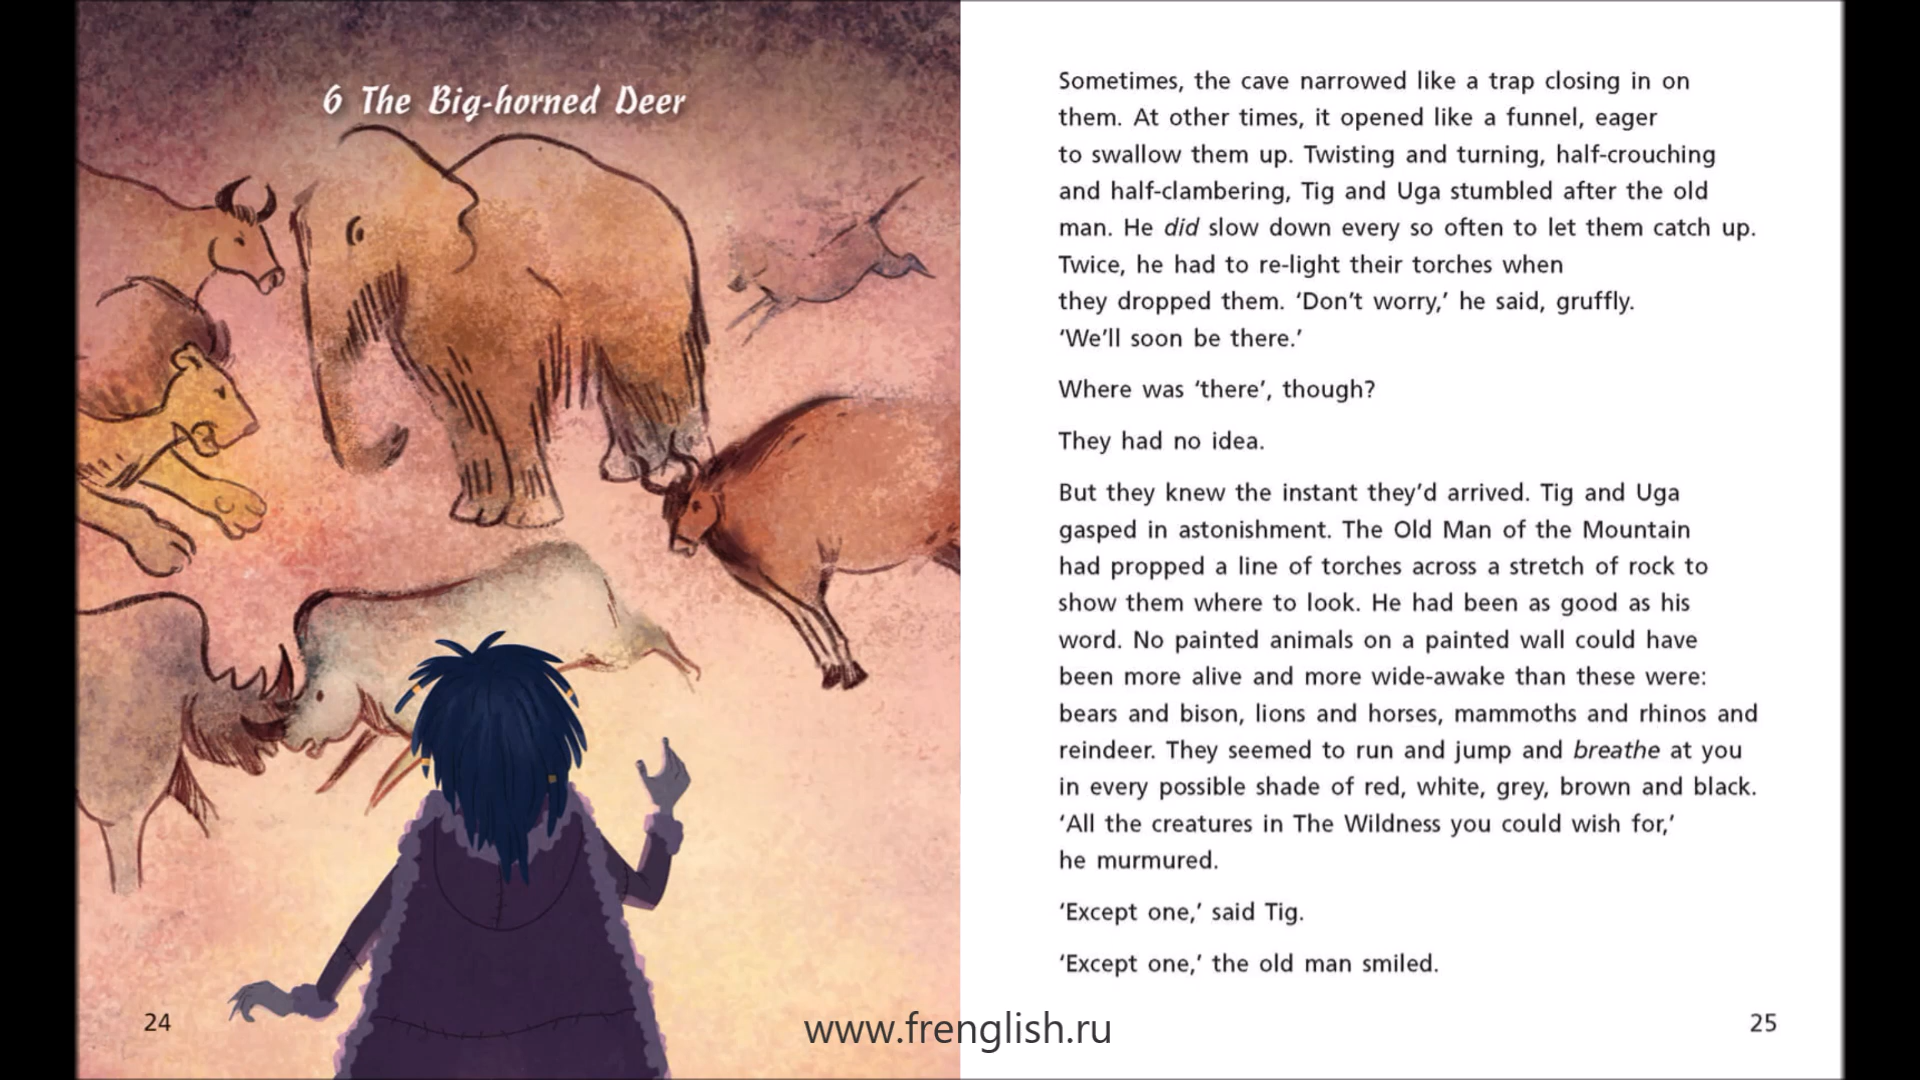 6 The Big-horned Deer
Sometimes, the cave narrowed like a trap closing in on
them. At other times, it opened like a funnel, eager
to swallow them up. Twisting and turning, half-crouching
and half-clambering, Tig and Uga stumbled after the old
man. He did slow down every so often to let them catch up.
Twice, he had to re-light their torches when
they dropped them. ‘Don’t worry,’ he said, gruffly.
‘We’ll soon be there.’
Where was ‘there’, though?
They had no idea.
But they knew the instant they’d arrived. Tig and Uga
gasped in astonishment. The Old Man of the Mountain
had propped a line of torches across a stretch of rock to
show them where to look. He had been as good as his
word. No painted animals on a painted wall could have
been more alive and more wide-awake than these were:
bears and bison, lions and horses, mammoths and rhinos and
reindeer. They seemed to run and jump and breathe at you
in every possible shade of red, white, grey, brown and black.
‘All the creatures in The Wildness you could wish for,’
he murmured.
‘Except one,’ said Tig.
‘Except one,’ the old man smiled.
24
www.frenglish.ru
25